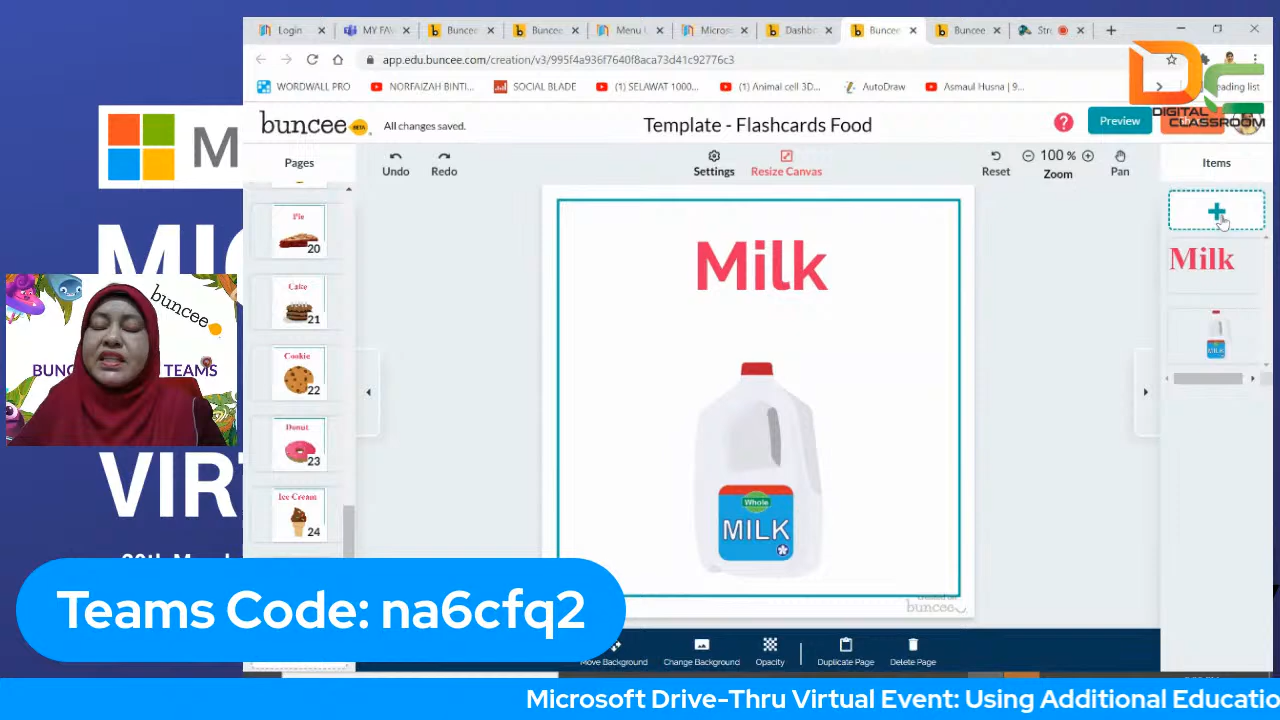 Login
MY FAV
Buncee
Buncee
Menu
Micros
Dashb
Buncee
Buncee
Str
app.edu.buncee.com/creation/v3/995f4a936f7640f8aca73d41c92776c3
WORDWALL PRO
NORFAIZAH BINTI...
SOCIAL BLADE
(1) SELAWAT 1000...
(1) Animal cell 3D...
AutoDraw
Asmaul Husna | 9...
eading list
DIGITAL
CLASSROOM
buncee
BETA
All changes saved.
Template - Flashcards Food
Preview
Pages
Undo
Redo
Settings
Resize Canvas
Reset
100 %
Zoom
Pan
Items
Pie
20
Cake
21
Cookie
22
Donut
23
Ice Cream
24
Milk
Whole
MILK
buncee
Milk
MILK
M
MI
VIR
buncee
BUN
TEAMS
Teams Code: na6cfq2
Move Background
Change Background
Opacity
Duplicate Page
Delete Page
Microsoft Drive-Thru Virtual Event: Using Additional Educatio